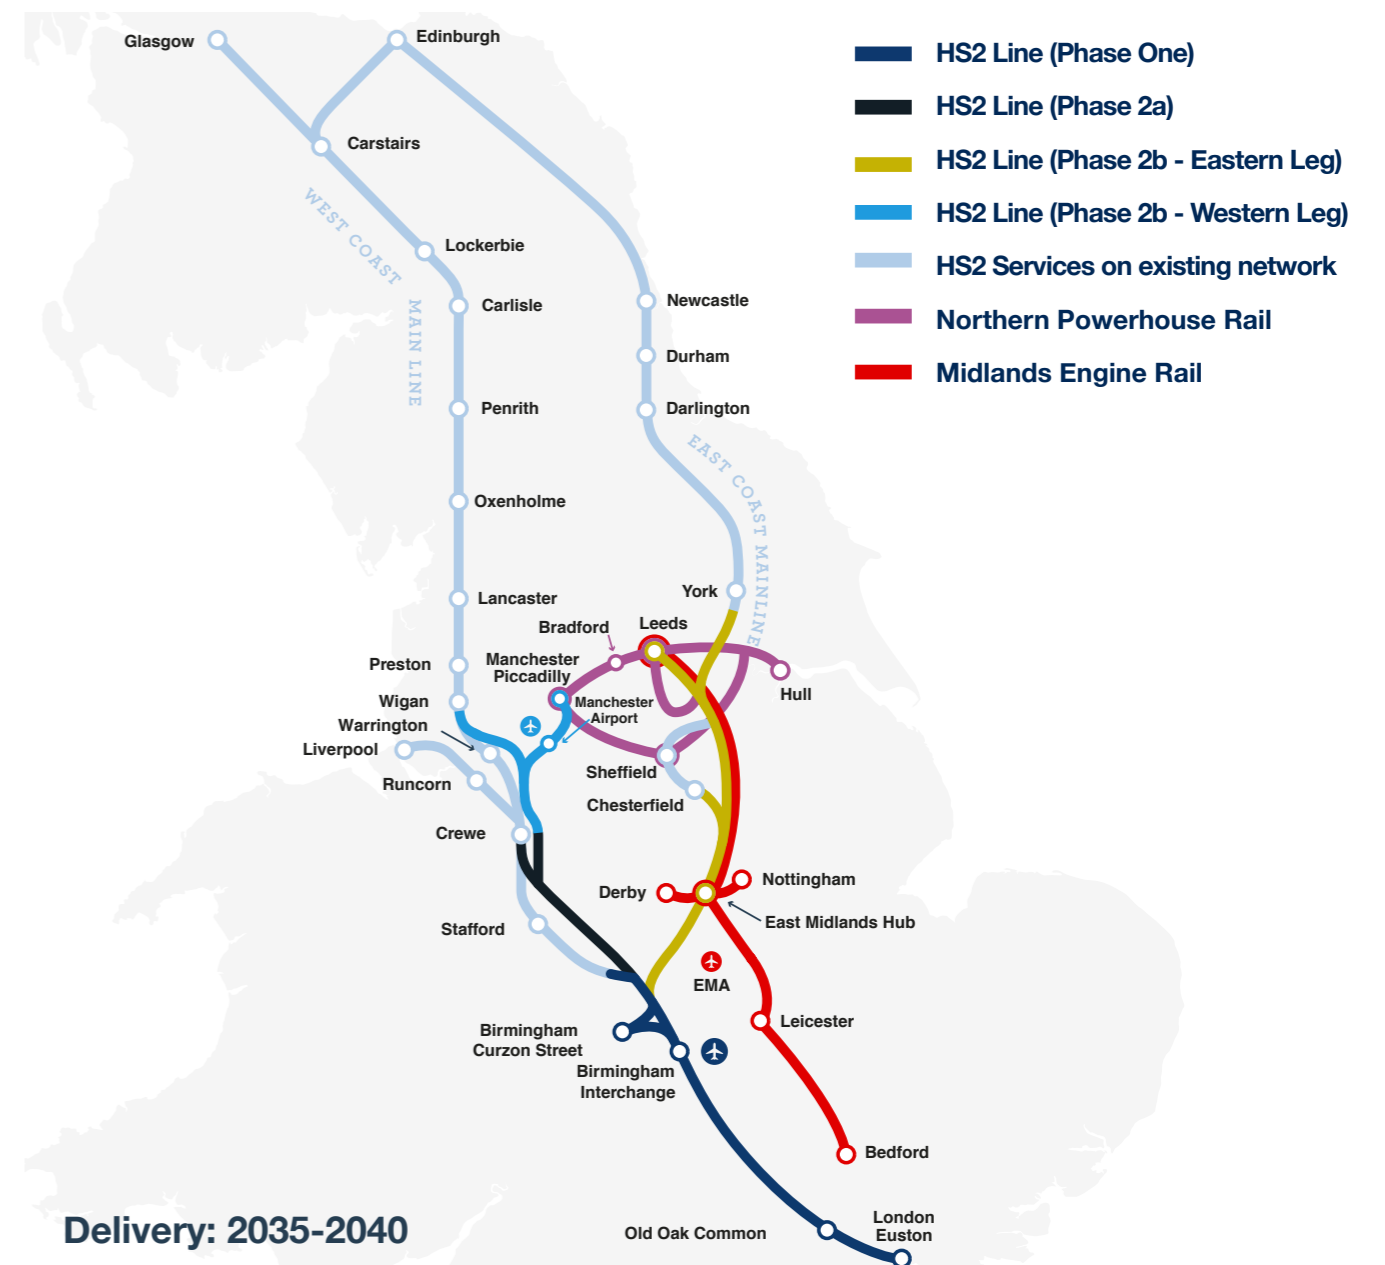 Glasgow
Edinburgh
Carstairs
WEST COAST
MAIN LINE
Lockerbie
Carlisle
Newcastle
Durham
Penrith
Darlington
EAST COAST MAINLINE
Oxenholme
York
Lancaster
Leeds
Bradford
Manchester
Piccadilly
Preston
Hull
Wigan
Manchester
Airport
Warrington
Liverpool
Runcorn
Sheffield
Chesterfield
Crewe
Derby
Nottingham
East Midlands Hub
Stafford
EMA
Leicester
Birmingham
Curzon Street
Birmingham
Interchange
Bedford
Old Oak Common
London
Euston
HS2 Line (Phase One)
HS2 Line (Phase 2a)
HS2 Line (Phase 2b - Eastern Leg)
HS2 Line (Phase 2b - Western Leg)
HS2 Services on existing network
Northern Powerhouse Rail
Midlands Engine Rail
Delivery: 2035-2040